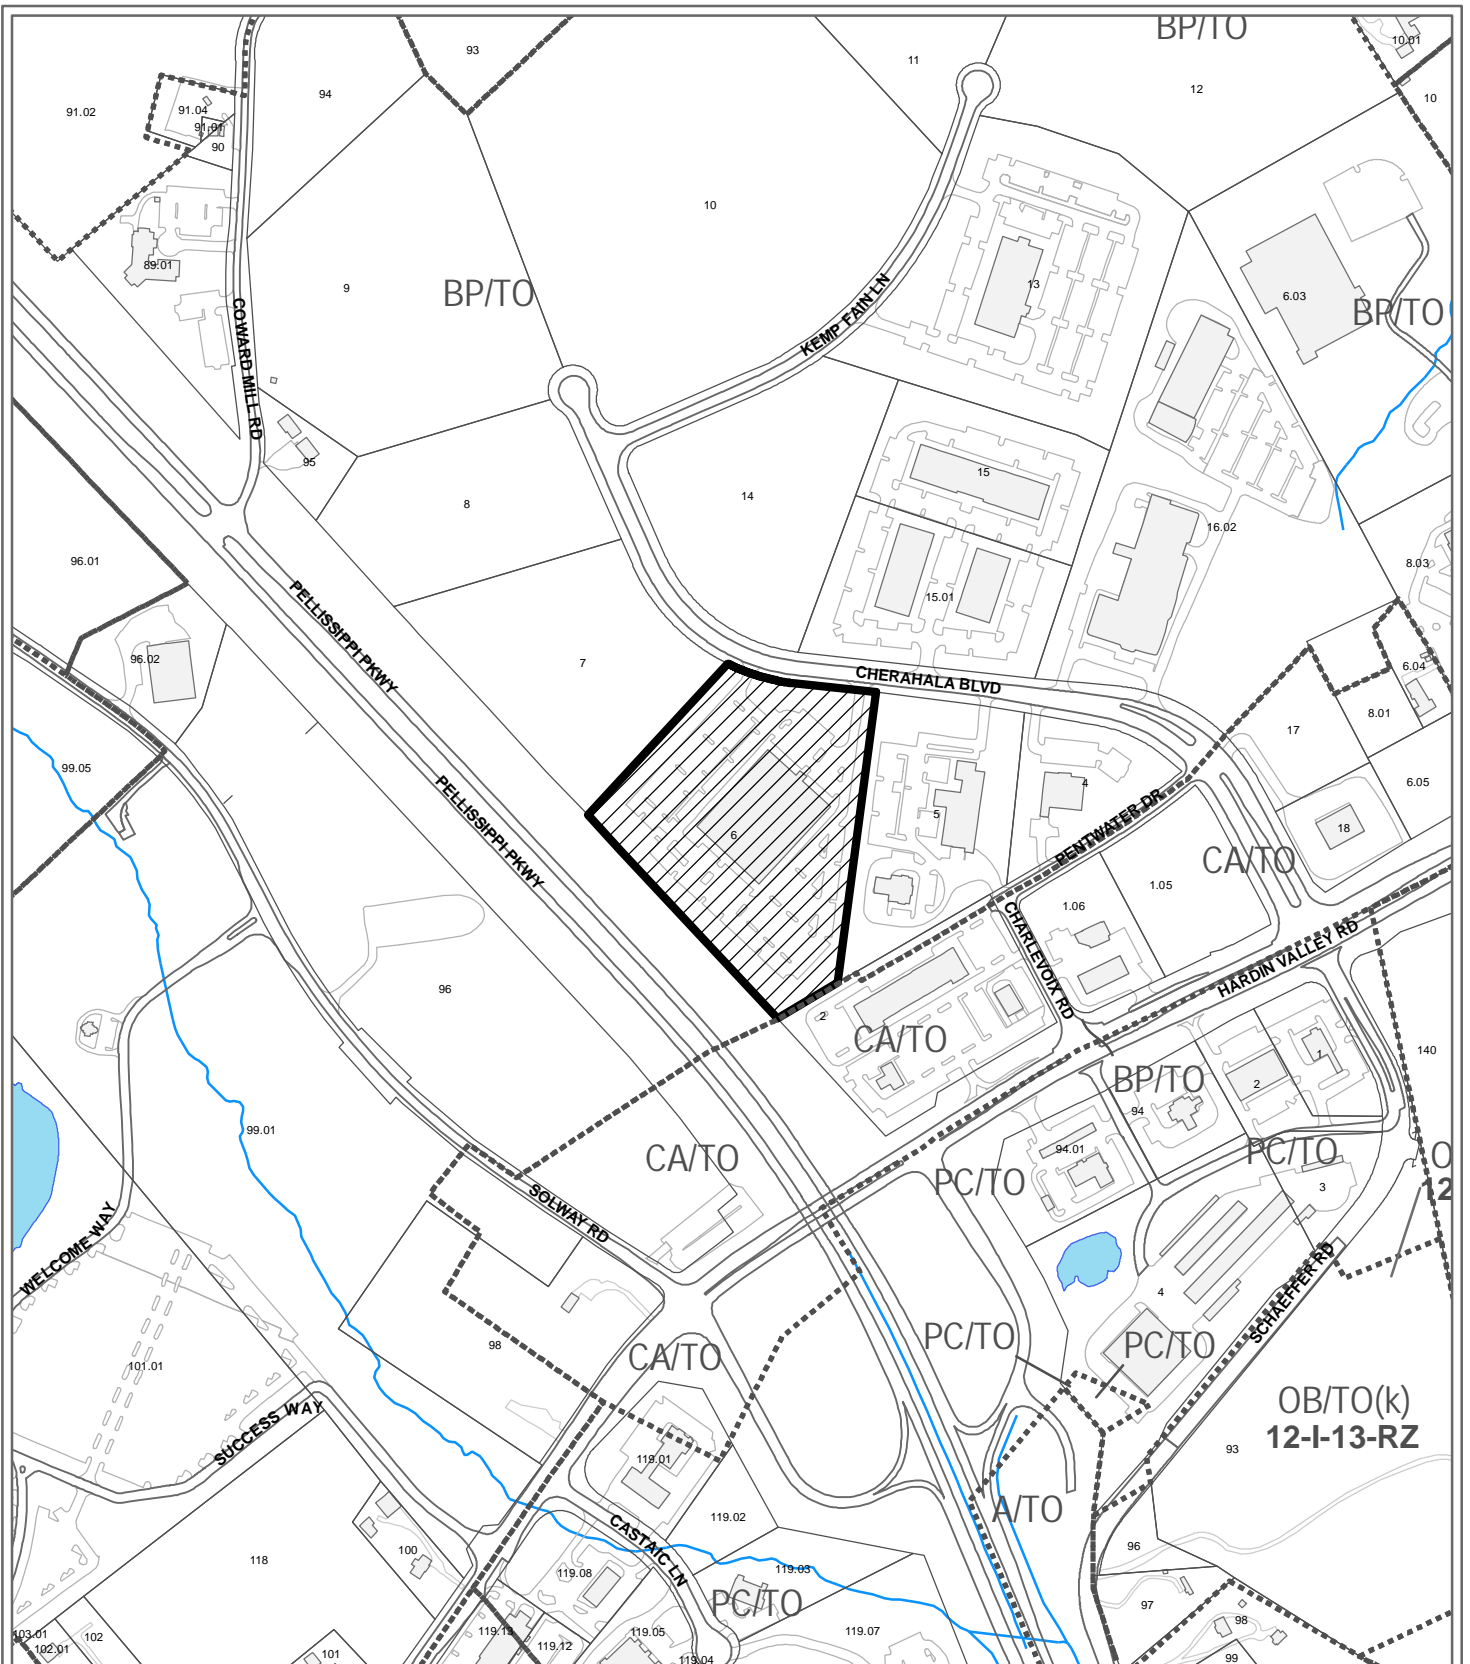 BP/TO
93
11
10.01
12
94
10
91.02
91.04
91.01
90
10
89.01
13
9
BP/TO
6.03
BP/TO
KEMP FAIN LN
COWARD MILL RD
95
15
8
14
16.02
96.01
8.03
15.01
PELLISSIPPI PKWY
96.02
7
CHERAHALA BLVD
6.04
8.01
17
99.05
PELLISSIPPI PKWY
4
6.05
5
6
18
PENTWATER DR
CA/TO
1.05
1.06
CHARLEVOIX RD
HARDIN VALLEY RD
96
2
CA/TO
1
140
BP/TO
2
94
99.01
CA/TO
94.01
PC/TO
PC/TO
O
12
3
SOLWAY RD
WELCOME WAY
SCHAEFFER RD
4
98
PC/TO
PC/TO
CA/TO
101.01
OB/TO(k)
12-I-13-RZ
SUCCESS WAY
93
119.01
A/TO
119.02
CASTAIC LN
96
100
118
119.03
119.08
PC/TO
97
98
103.01
102
102.01
119.13
119.05
119.07
119.12
101
99
119.04